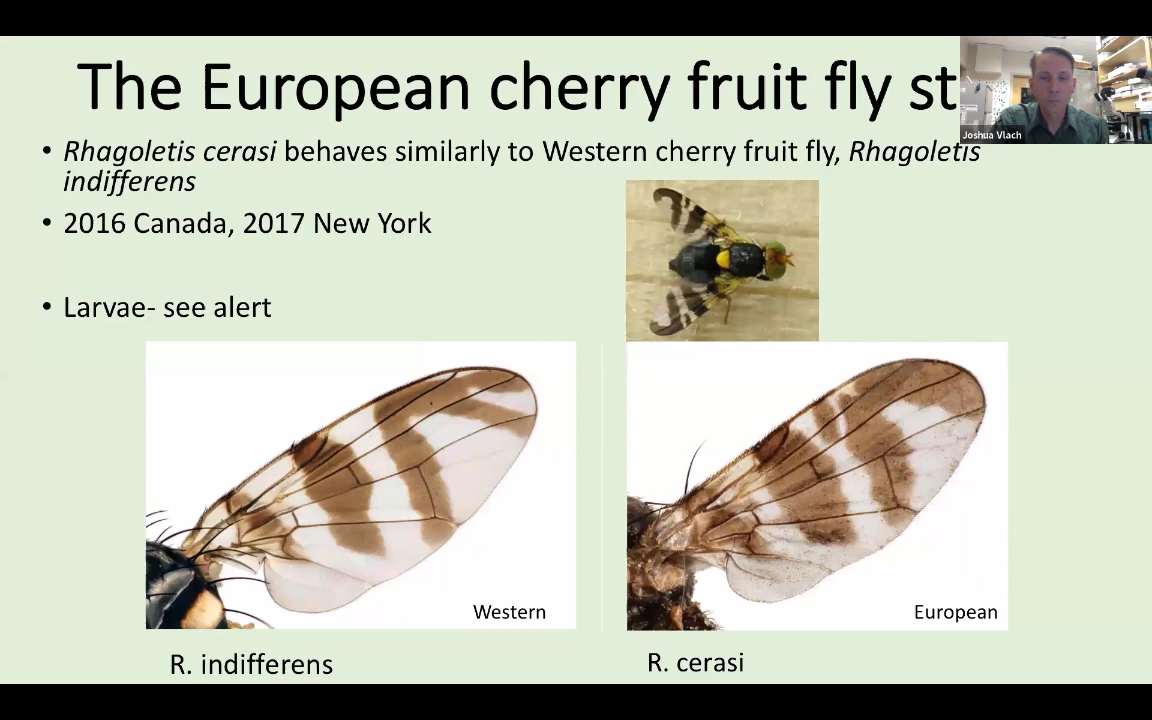 The European cherry fruit fly st
Joshua Vlach
• Rhagoletis cerasi behaves similarly to Western cherry fruit fly, Rhagoletis
indifferens
• 2016 Canada, 2017 New York
• Larvae- see alert
Western
European
R. indifferens
R. cerasi